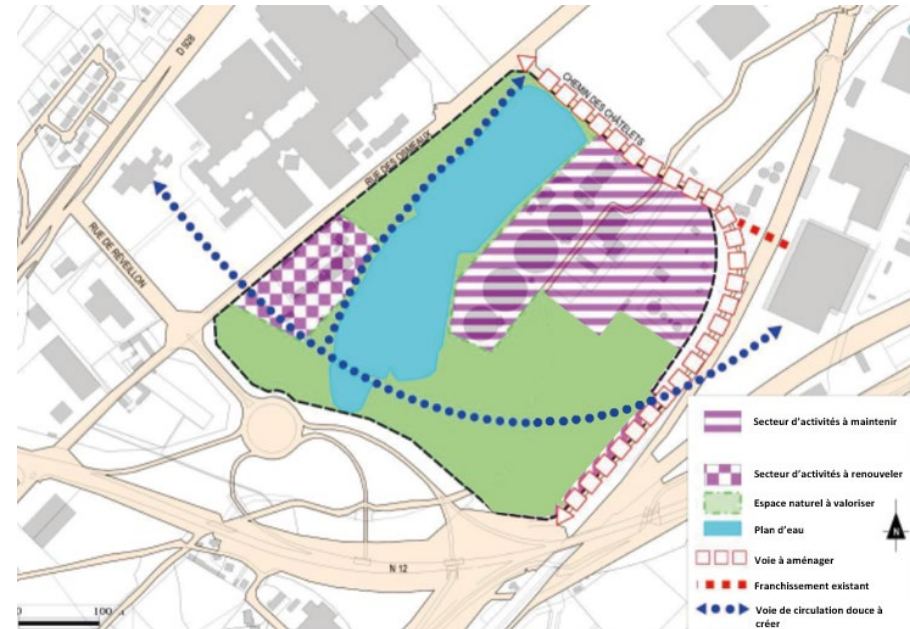 D 928
CHEMIN DES CHÂTELETS
RUE DES ORMEAUX
RUE DE REVEILLON
N 12
0 100
Secteur d'activités à maintenir
Secteur d'activités à renouveler
Espace naturel à valoriser
Plan d'eau
Voie à aménager
Franchissement existant
Voie de circulation douce à
créer
N